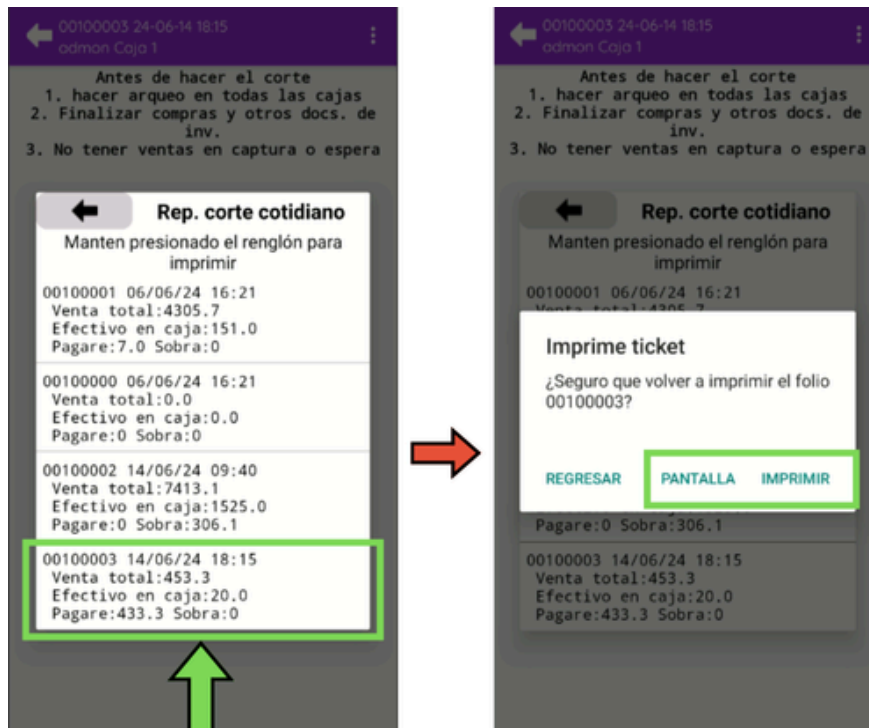 00100003 24-06-14 18:15
admon Caja 1
Antes de hacer el corte
1. hacer arqueo en todas las cajas
2. Finalizar compras y otros docs. de
inv.
3. No tener ventas en captura o espera
Rep. corte cotidiano
Manten presionado el renglón para
imprimir
00100001 06/06/24 16:21
Venta total:4305.7
Efectivo en caja:151.0
Pagare:7.0 Sobra:0
00100000 06/06/24 16:21
Venta total:0.0
Efectivo en caja:0.0
Pagare:0 Sobra:0
00100002 14/06/24 09:40
Venta total:7413.1
Efectivo en caja:1525.0
Pagare:0 Sobra:306.1
00100003 14/06/24 18:15
Venta total:453.3
Efectivo en caja:20.0
Pagare:433.3 Sobra:0
00100003 24-06-14 18:15
admon Caja 1
Antes de hacer el corte
1. hacer arqueo en todas las cajas
2. Finalizar compras y otros docs. de
inv.
3. No tener ventas en captura o espera
Rep. corte cotidiano
Manten presionado el renglón para
imprimir
00100001 06/06/24 16:21
Venta total:4305.7
Imprime ticket
¿Seguro que volver a imprimir el folio
00100003?
REGRESAR PANTALLA IMPRIMIR
Pagare:0 Sobra:306.1
00100003 14/06/24 18:15
Venta total:453.3
Efectivo en caja:20.0
Pagare:433.3 Sobra:0